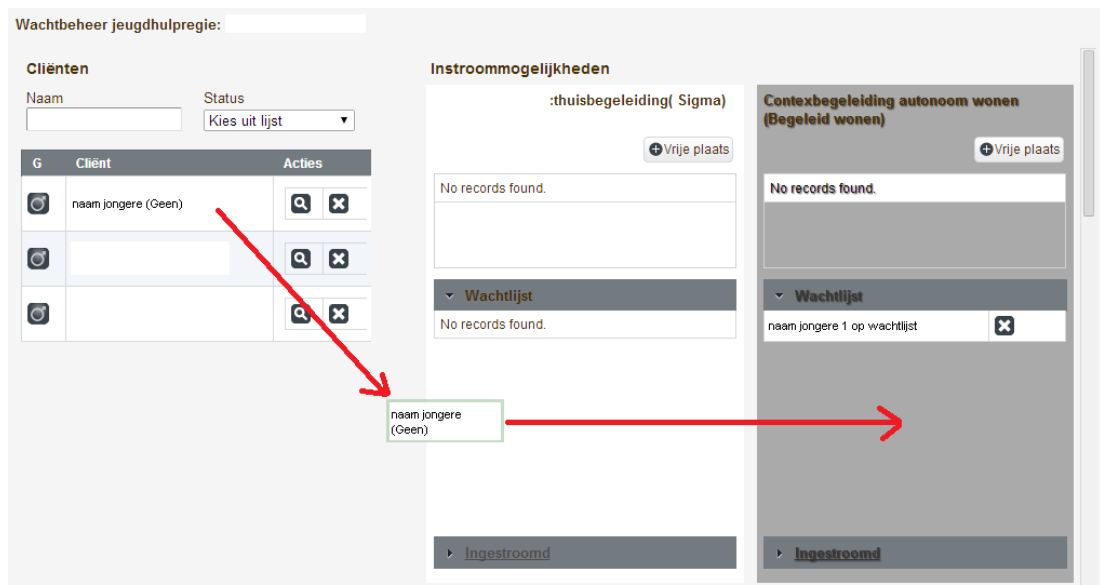 Wachtbeheer jeugdhulpregie:
Cliënten
Naam
Status
Kies uit lijst
G
Cliënt
Acties
naam jongere (Geen)
Instroommogelijkheden
:thuisbegeleiding( Sigma)
Vrije plaats
No records found.
Wachtlijst
No records found.
naam jongere
(Geen)
Ingestroomd
Contexbegeleiding autonoom wonen
(Begeleid wonen)
Vrije plaats
No records found.
Wachtlijst
naam jongere 1 op wachtlijst
Ingestroomd